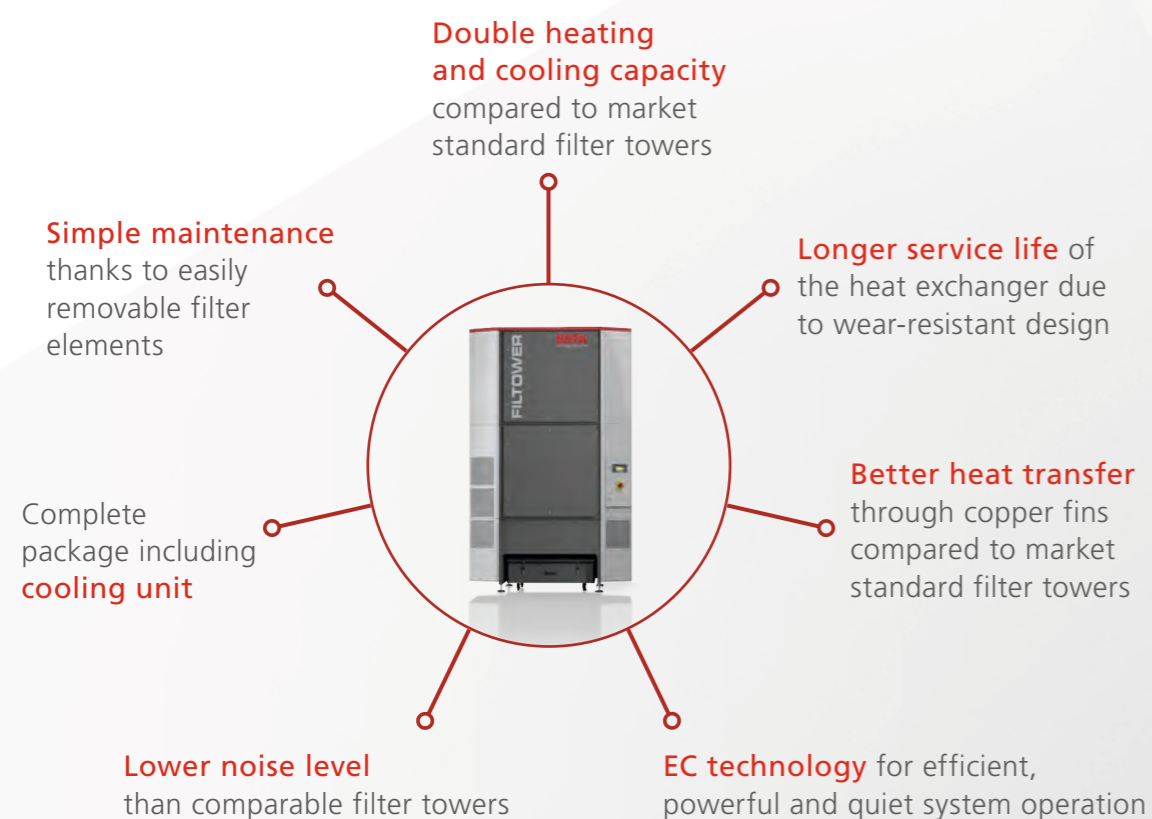 Double heating
and cooling capacity
compared to market
standard filter towers
Simple maintenance
thanks to easily
removable filter
elements
Longer service life of
the heat exchanger due
to wear-resistant design
FILTOWER
ESTA
Better heat transfer
through copper fins
compared to market
standard filter towers
Complete
package including
cooling unit
Lower noise level
than comparable filter towers
EC technology for efficient,
powerful and quiet system operation